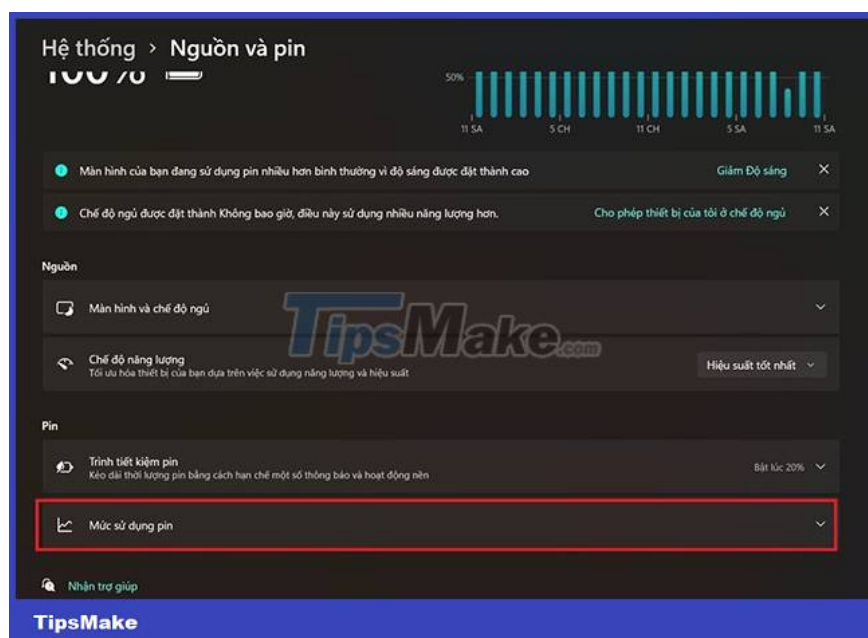 Hệ thống > Nguồn và pin
100%
50%
11 SA 5 CH 11 CH 5 SA 11 SA
Màn hình của bạn đang sử dụng pin nhiều hơn bình thường vì độ sáng được đặt thành cao Giảm Độ sáng
Chế độ ngủ được đặt thành Không bao giờ, điều này sử dụng nhiều năng lượng hơn. Cho phép thiết bị của tôi ở chế độ ngủ
Nguồn
Màn hình và chế độ ngủ
TipsMake.com
Chế độ năng lượng
Tối ưu hóa thiết bị của bạn dựa trên việc sử dụng năng lượng và hiệu suất
Hiệu suất tốt nhất
Pin
Trình tiết kiệm pin
Kéo dài thời lượng pin bằng cách hạn chế một số thông báo và hoạt động nền
Bật lúc 20%
Mức sử dụng pin
Nhận trợ giúp
TipsMake